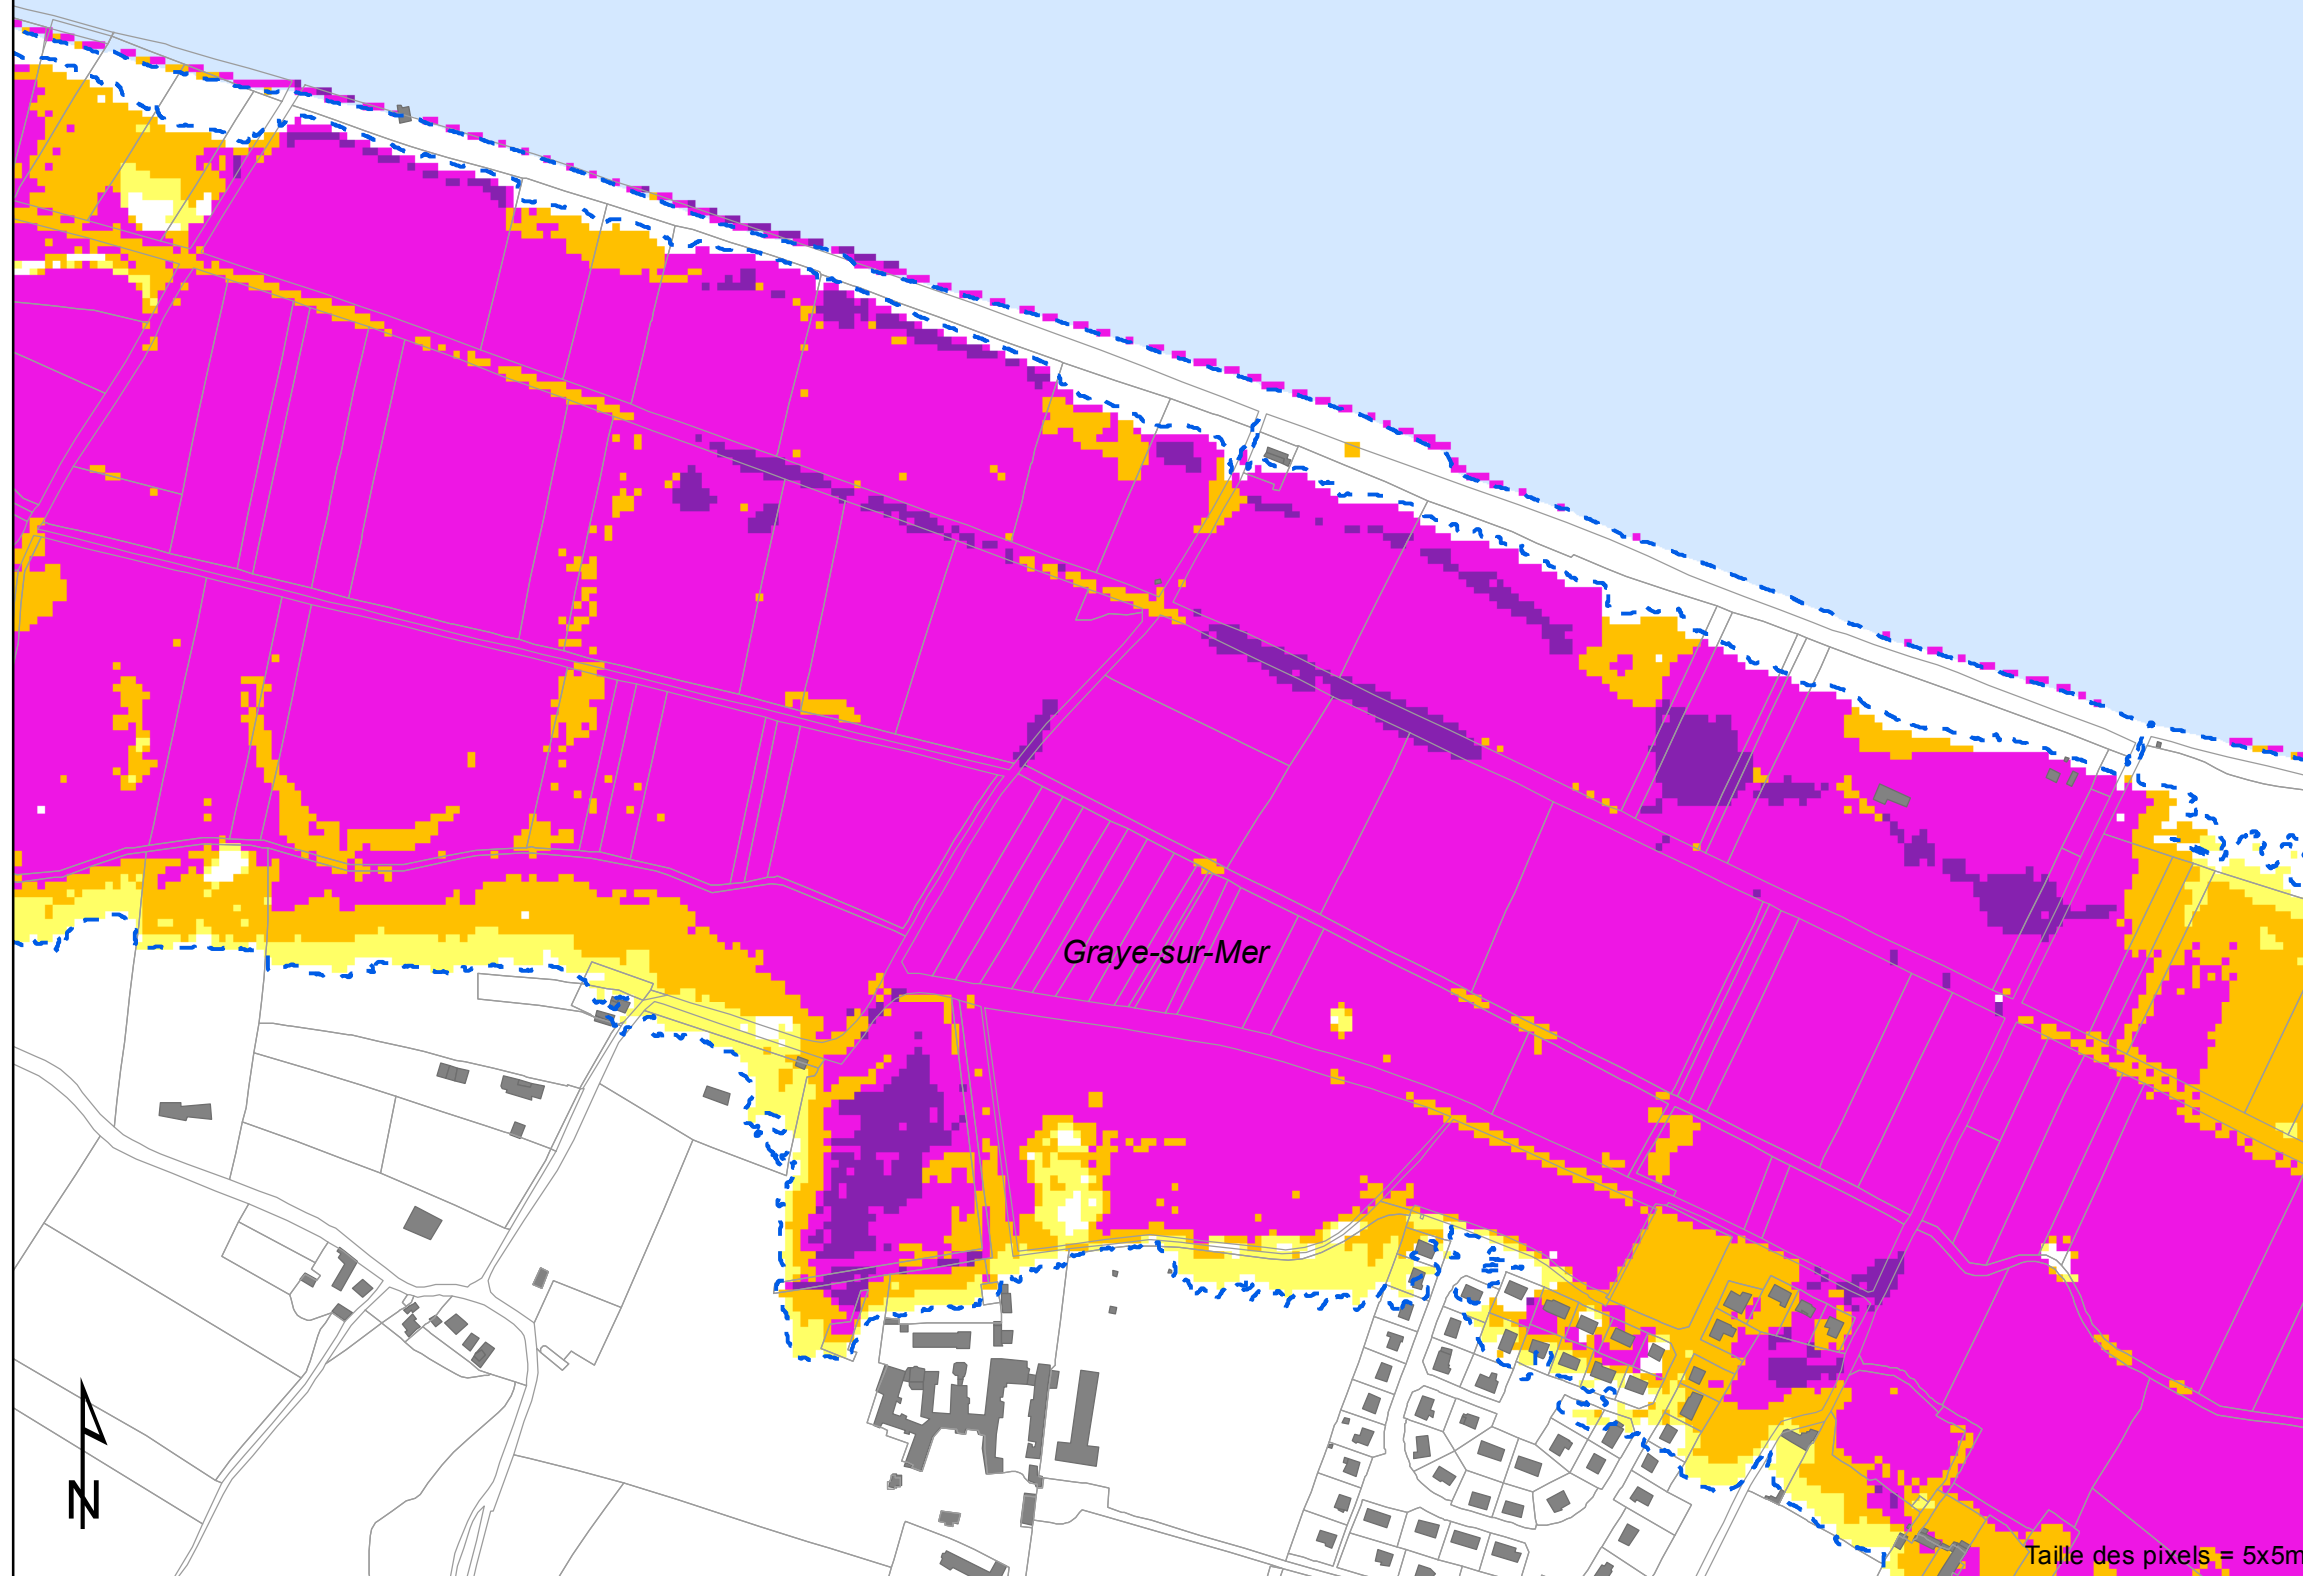 Graye-sur-Mer
N
Taille des pixels = 5x5m